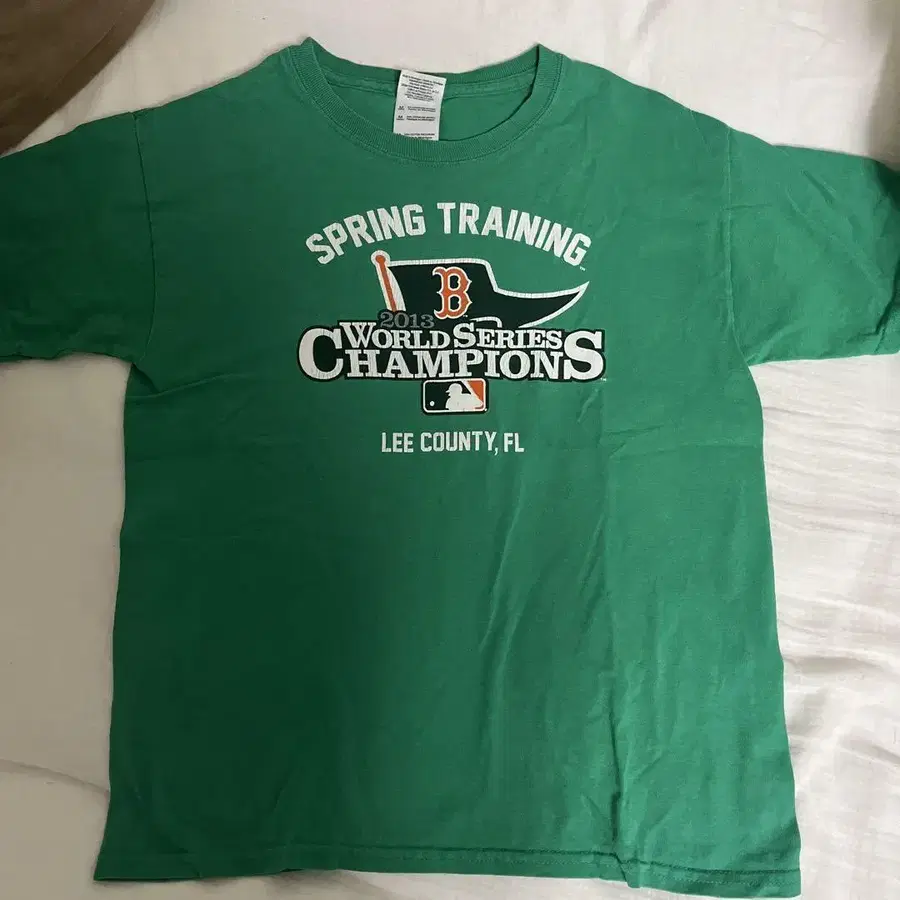 SPRING TRAINING
B
2013
WORLD SERIES
CHAMPIONS
LEE COUNTY, FL